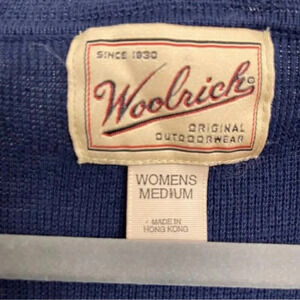 SINCE 1830
Woolrich®
ORIGINAL
OUTDOORWEAR
WOMENS
MEDIUM
MADE IN
HONG KONG